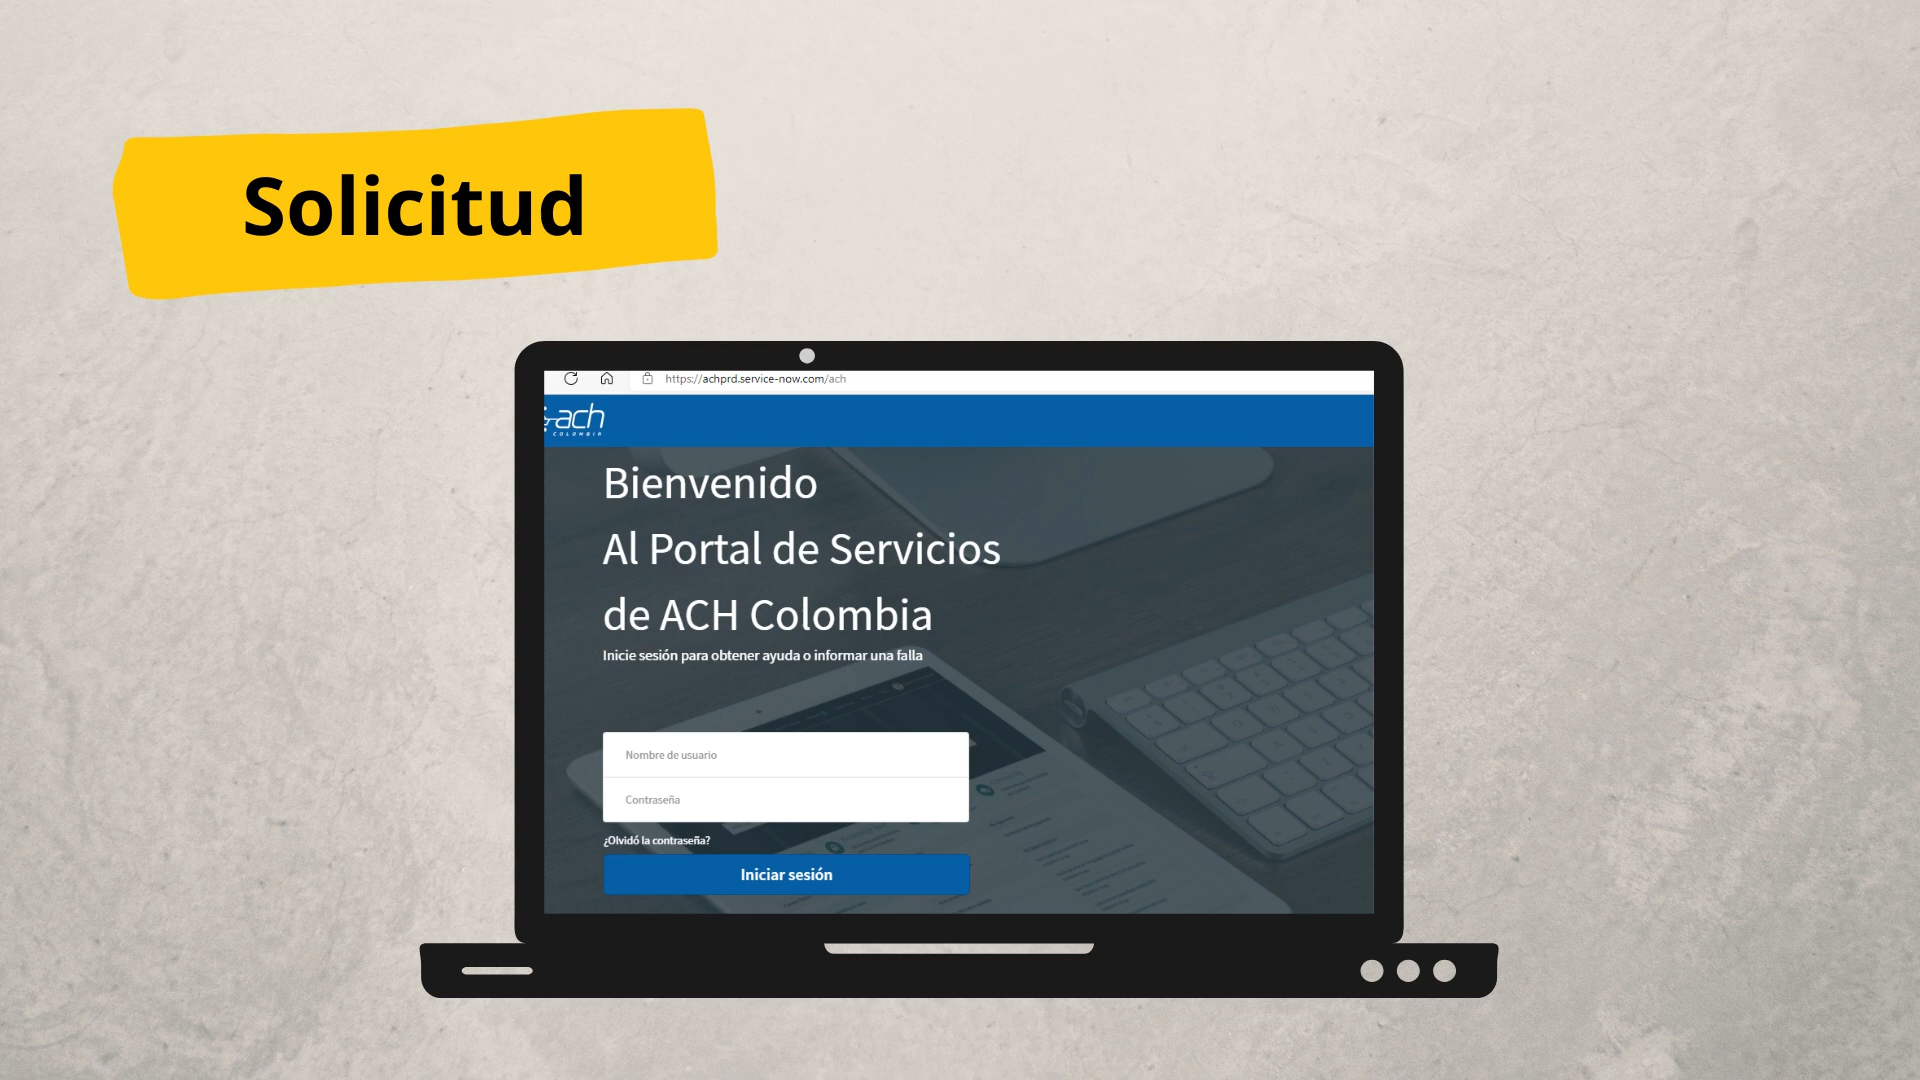 Solicitud
https://achprd.service-now.com/ach
ach
COLOMBIA
Bienvenido
Al Portal de Servicios
de ACH Colombia
Inicie sesión para obtener ayuda o informar una falla
Nombre de usuario
Contraseña
¿Olvidó la contraseña?
Iniciar sesión